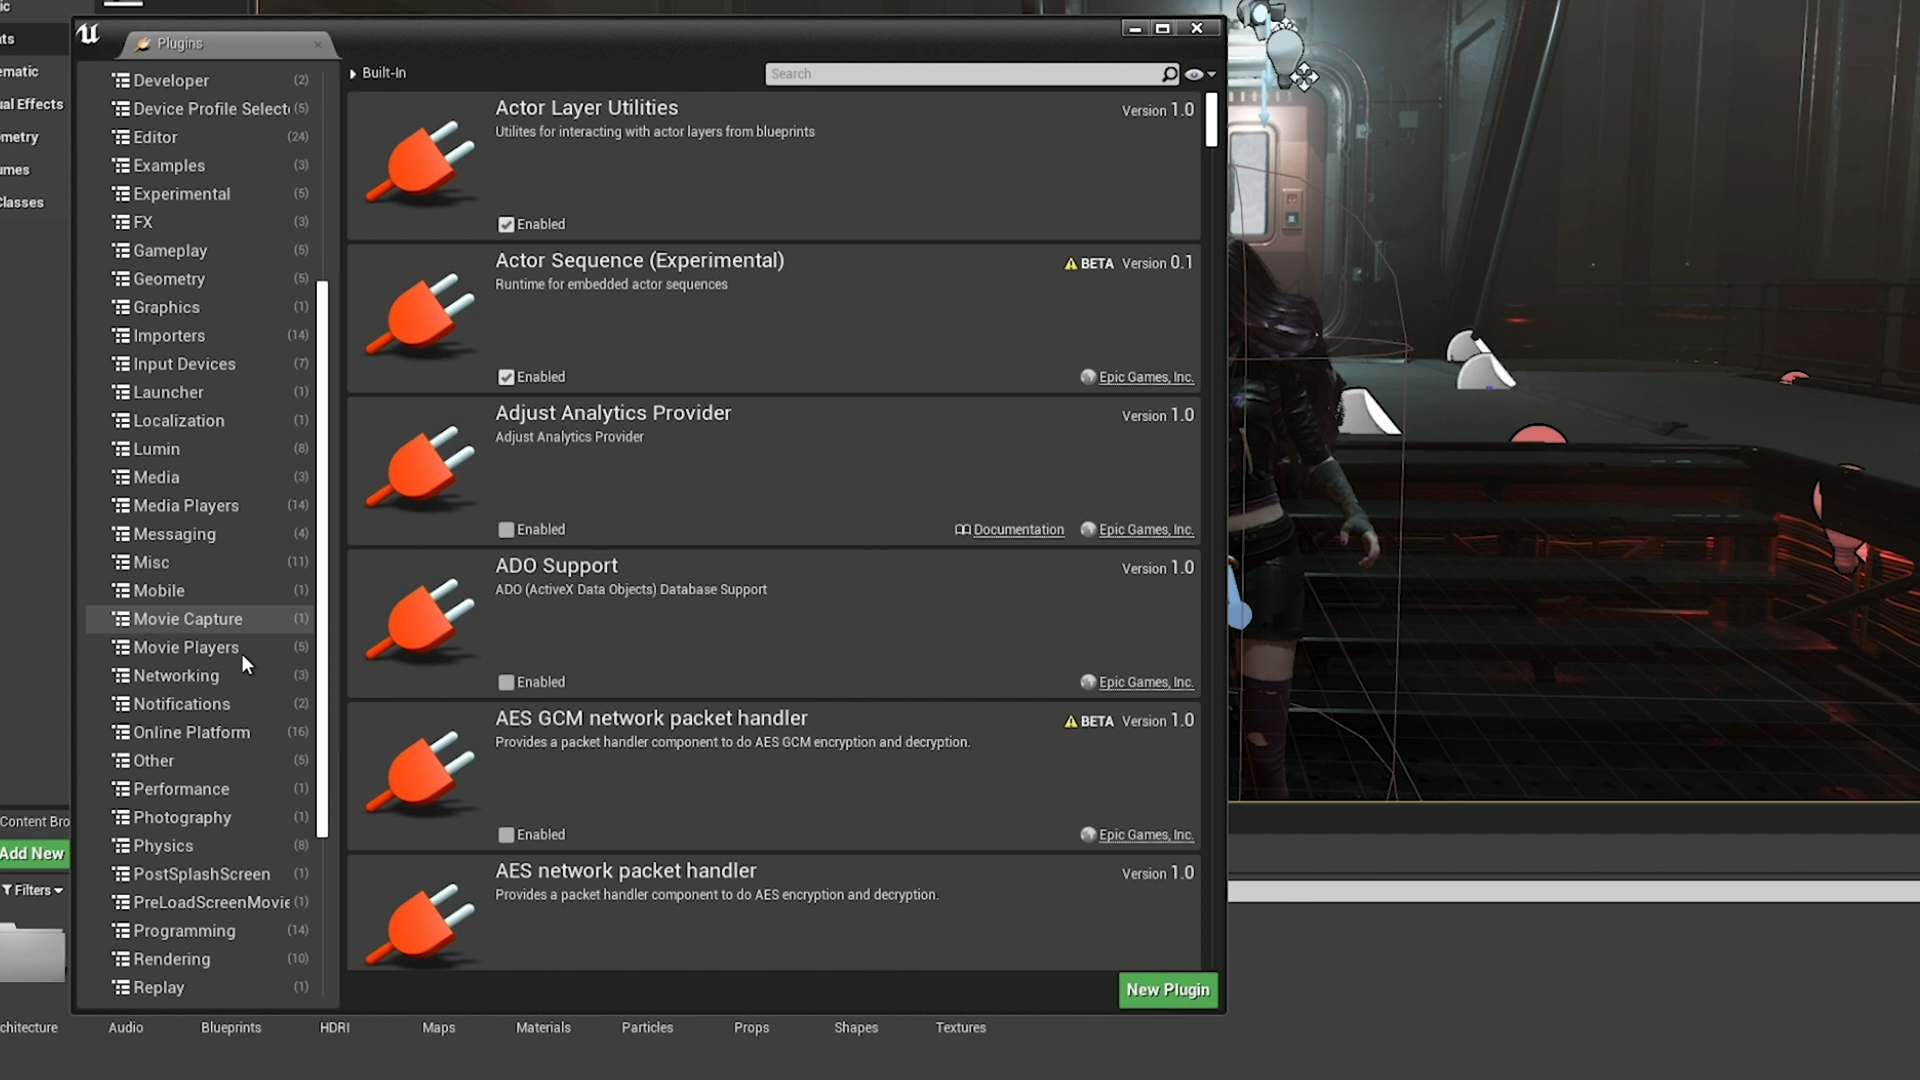 ic
Plugins
Developer (2)
Device Profile Select (5)
Editor (24)
Examples (3)
Experimental (5)
FX (3)
Gameplay (5)
Geometry (5)
Graphics (1)
Importers (14)
Input Devices (7)
Launcher (1)
Localization (1)
Lumin (8)
Media (3)
Media Players (14)
Messaging (4)
Misc (11)
Mobile (1)
Movie Capture (1)
Movie Players (5)
Networking (3)
Notifications (2)
Online Platform (16)
Other (5)
Performance (1)
Photography (1)
Physics (8)
PostSplashScreen (1)
PreLoadScreenMovie (1)
Programming (14)
Rendering (10)
Replay (1)
Built-In
Search
Actor Layer Utilities
Version 1.0
Utilites for interacting with actor layers from blueprints
Enabled
Actor Sequence (Experimental)
BETA Version 0.1
Runtime for embedded actor sequences
Enabled
Epic Games, Inc.
Adjust Analytics Provider
Version 1.0
Adjust Analytics Provider
Enabled
Documentation Epic Games, Inc.
ADO Support
Version 1.0
ADO (ActiveX Data Objects) Database Support
Enabled
Epic Games, Inc.
AES GCM network packet handler
BETA Version 1.0
Provides a packet handler component to do AES GCM encryption and decryption.
Enabled
Epic Games, Inc.
AES network packet handler
Version 1.0
Provides a packet handler component to do AES encryption and decryption.
New Plugin
ts
ematic
ual Effects
metry
umes
Classes
Content Bro
Add New
Filters
chitecture
Audio
Blueprints
HDRI
Maps
Materials
Particles
Props
Shapes
Textures